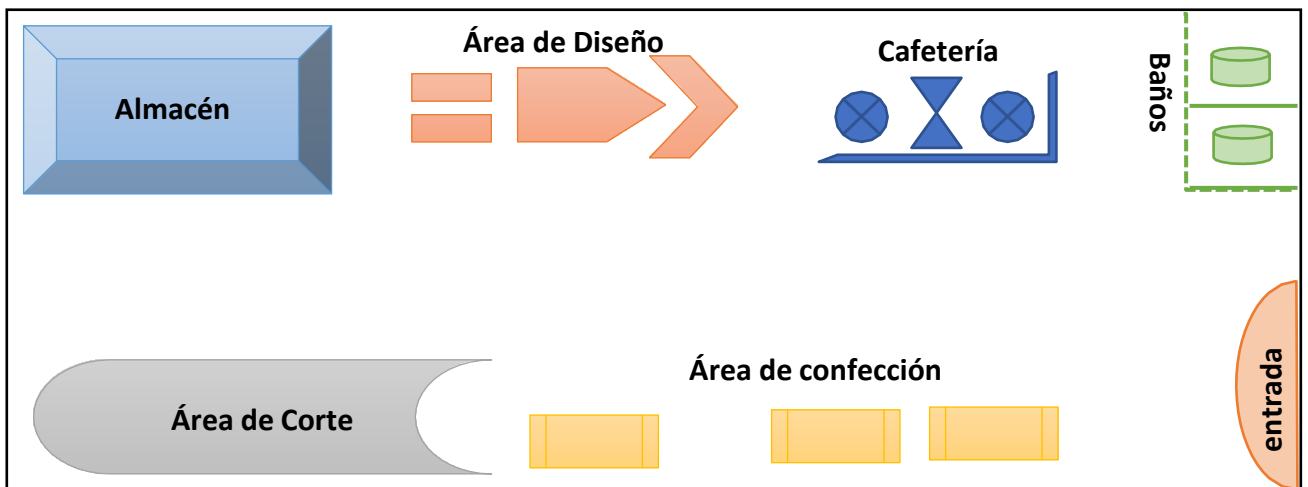 Área de Diseño
Cafetería
Baños
Almacén
Área de confección
entrada
Área de Corte